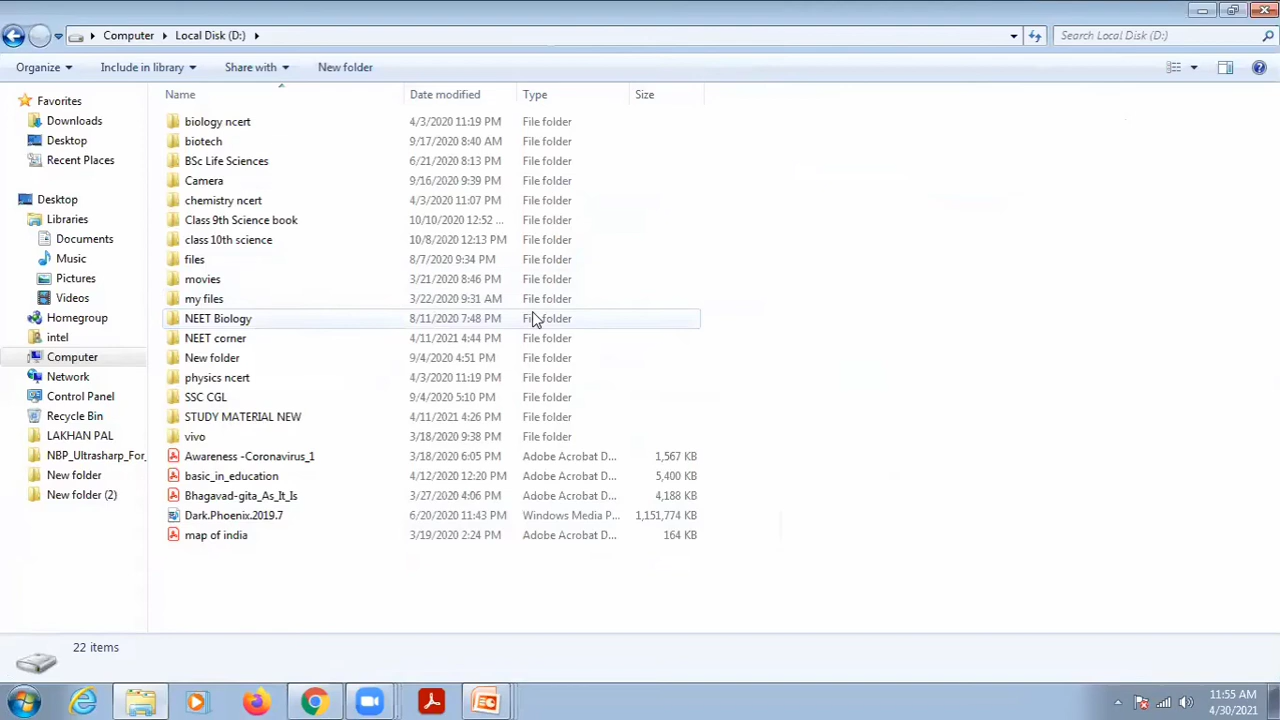 Computer Local Disk (D:) Search Local Disk (D:)
Organize Include in library Share with New folder
Name Date modified Type Size
Favorites
Downloads
Desktop
Recent Places
Desktop
Libraries
Documents
Music
Pictures
Videos
Homegroup
intel
Computer
Network
Control Panel
Recycle Bin
LAKHAN PAL
NBP_Ultrasharp_For_
New folder
New folder (2)
biology ncert 4/3/2020 11:19 PM File folder
biotech 9/17/2020 8:40 AM File folder
BSc Life Sciences 6/21/2020 8:13 PM File folder
Camera 9/16/2020 9:39 PM File folder
chemistry ncert 4/3/2020 11:07 PM File folder
Class 9th Science book 10/10/2020 12:52 ... File folder
class 10th science 10/8/2020 12:13 PM File folder
files 8/7/2020 9:34 PM File folder
movies 3/21/2020 8:46 PM File folder
my files 3/22/2020 9:31 AM File folder
NEET Biology 8/11/2020 7:48 PM File folder
NEET corner 4/11/2021 4:44 PM File folder
New folder 9/4/2020 4:51 PM File folder
physics ncert 4/3/2020 11:19 PM File folder
SSC CGL 9/4/2020 5:10 PM File folder
STUDY MATERIAL NEW 4/11/2021 4:26 PM File folder
vivo 3/18/2020 9:38 PM File folder
Awareness -Coronavirus_1 3/18/2020 6:05 PM Adobe Acrobat D... 1,567 KB
basic_in_education 4/12/2020 12:20 PM Adobe Acrobat D... 5,400 KB
Bhagavad-gita_As_It_Is 3/27/2020 4:06 PM Adobe Acrobat D... 4,188 KB
Dark.Phoenix.2019.7 6/20/2020 11:43 PM Windows Media P... 1,151,774 KB
map of india 3/19/2020 2:24 PM Adobe Acrobat D... 164 KB
22 items
11:55 AM
4/30/2021